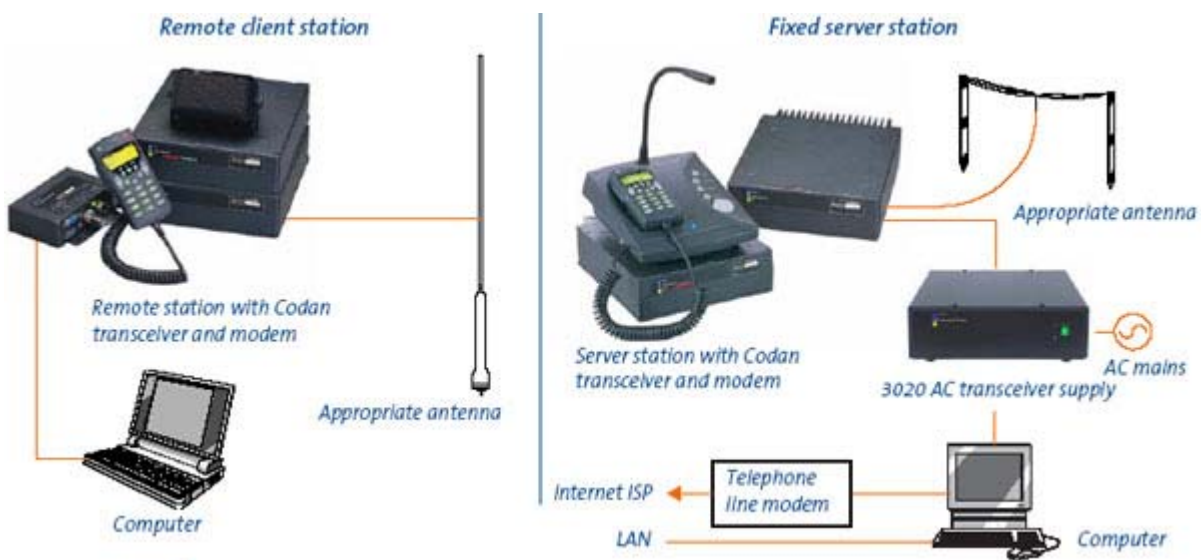 Remote client station
Remote station with Codan
transceiver and modem
Appropriate antenna
Computer
Fixed server station
Appropriate antenna
Server station with Codan
transceiver and modem
AC mains
3020 AC transceiver supply
Telephone
line modem
Internet ISP
LAN
Computer